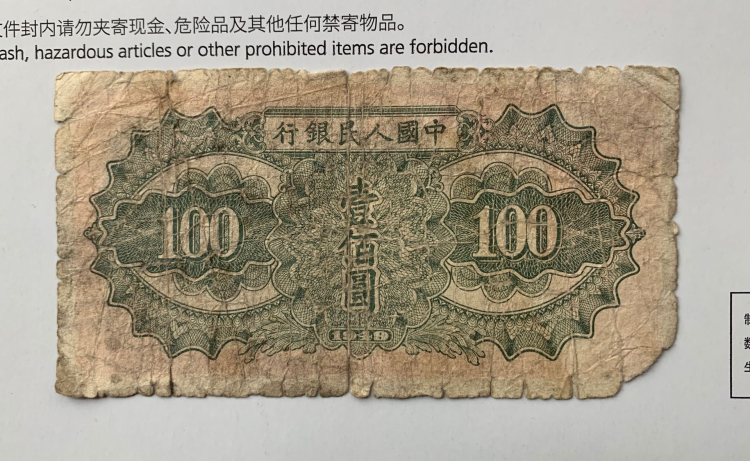 件封内请勿夹寄现金、危险品及其他任何禁寄物品。
ash, hazardous articles or other prohibited items are forbidden.
中國人民銀行
100
壹佰圓
100